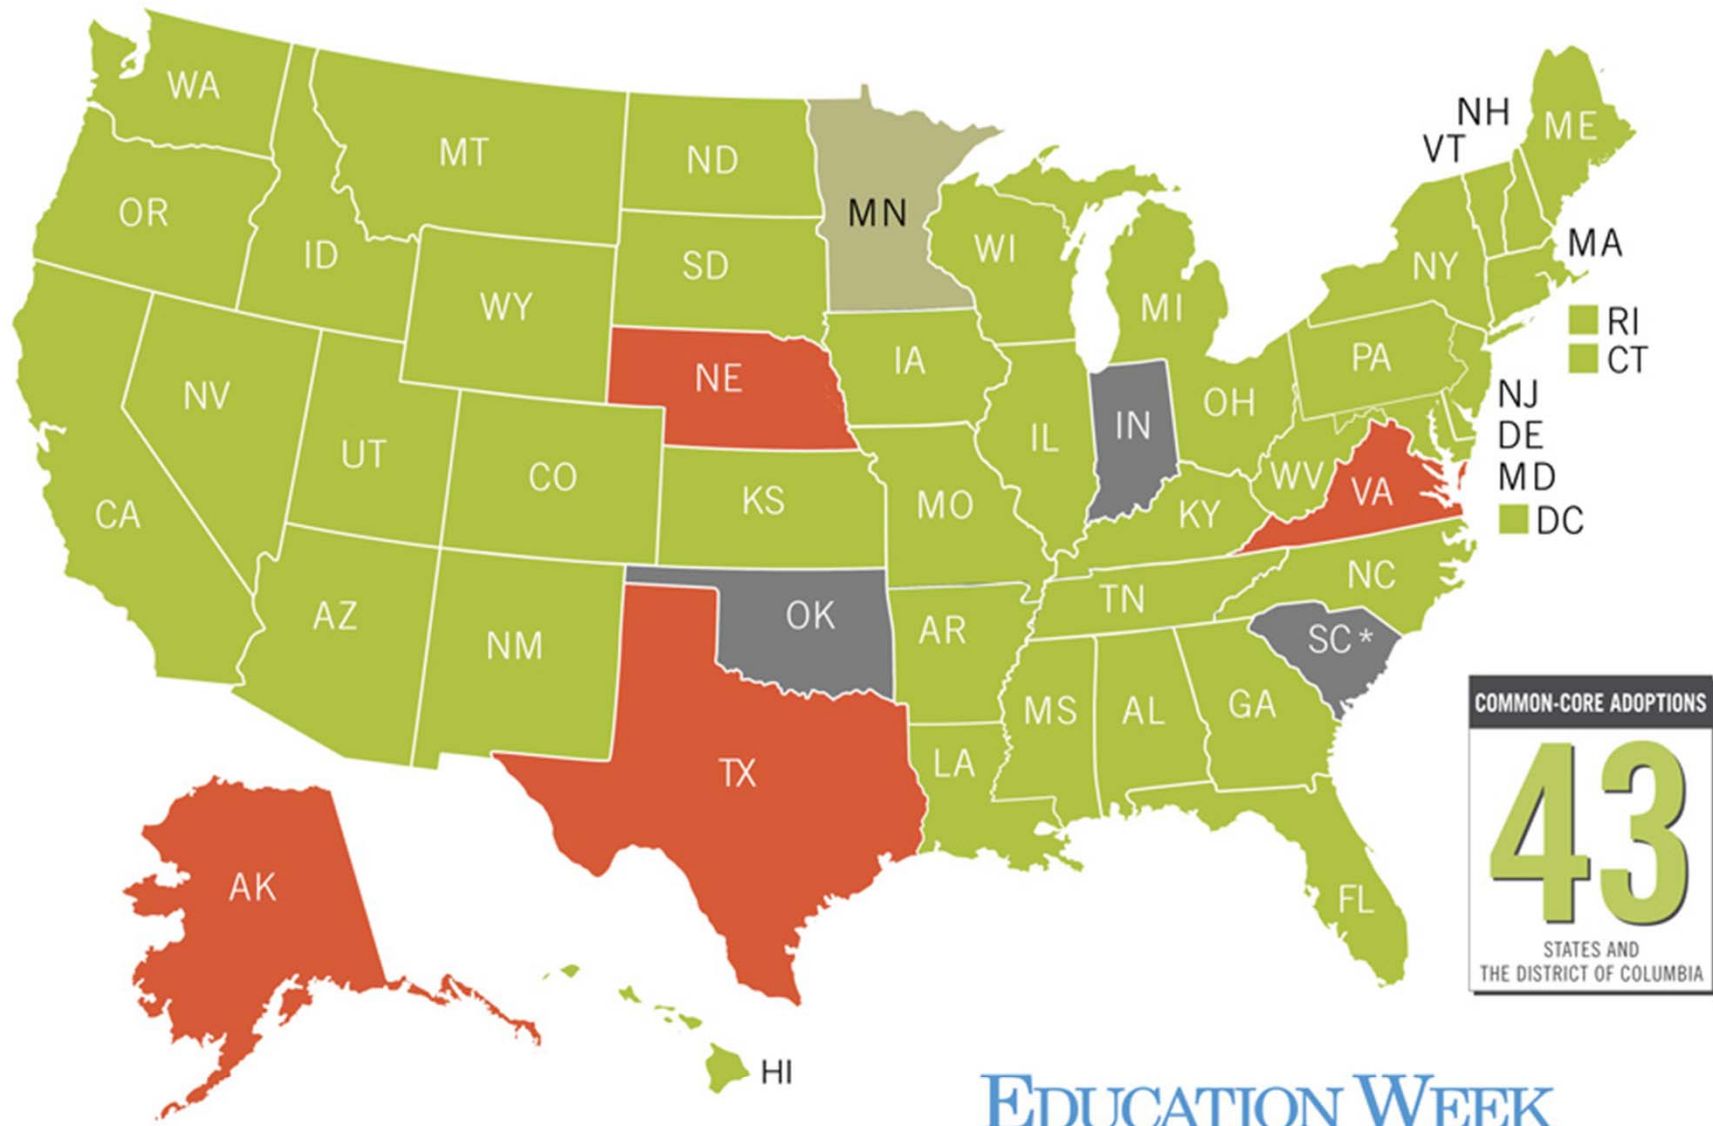 WA
MT
ND
MN
OR
ID
SD
WI
WY
MI
NH
VT
ME
MA
NY
RI
CT
PA
NJ
DE
MD
DC
NE
IA
NV
UT
CO
KS
CA
IL
IN
OH
MO
KY
WV
VA
AZ
NM
OK
AR
TN
NC
SC*
TX
LA
MS
AL
GA
FL
AK
HI
COMMON-CORE ADOPTIONS
43
STATES AND
THE DISTRICT OF COLUMBIA
EDUCATION WEEK